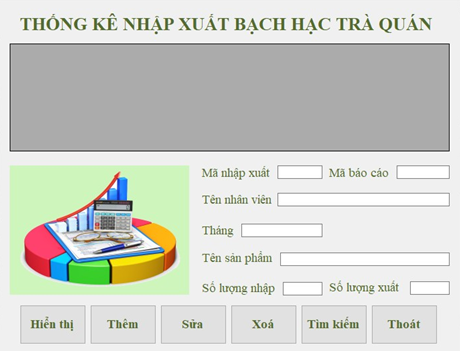 THỐNG KÊ NHẬP XUẤT BẠCH HẠC TRÀ QUÁN
Mã nhập xuất Mã báo cáo
Tên nhân viên
Tháng
Tên sản phẩm
Số lượng nhập Số lượng xuất
Hiển thị Thêm Sửa Xoá Tìm kiếm Thoát